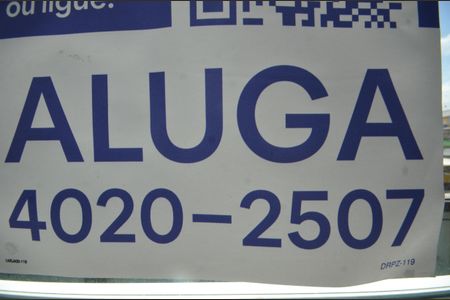 ou ligue:
ALUGA
4020-2507
DRPZ-119